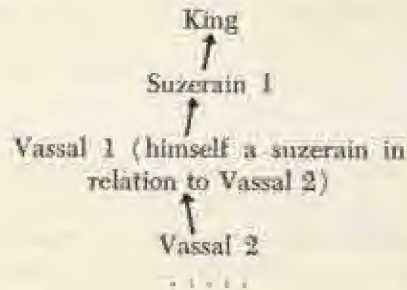 King
Suzerain 1
Vassal 1 (himself a suzerain in
relation to Vassal 2)
Vassal 2
.....